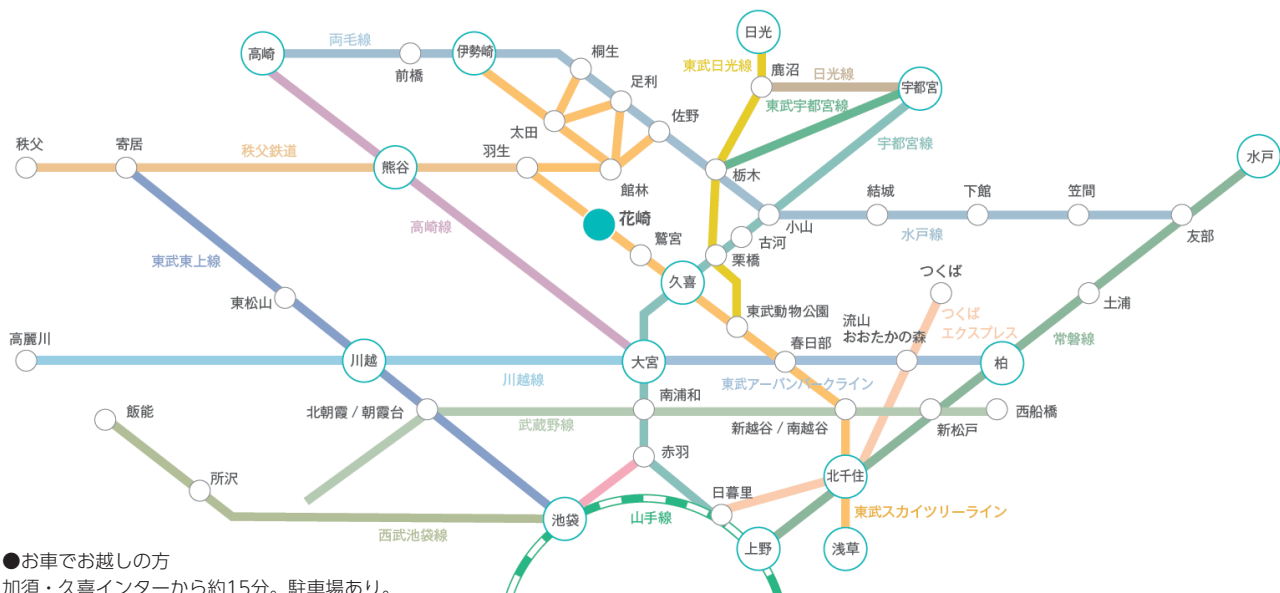 日光
高崎
両毛線
伊勢崎
前橋
桐生
東武日光線
鹿沼
日光線
宇都宮
足利
東武宇都宮線
佐野
太田
宇都宮線
秩父
寄居
秩父鉄道
熊谷
羽生
館林
栃木
水戸
結城
下館
笠間
花崎
小山
高崎線
鷲宮
古河
水戸線
友部
東武東上線
栗橋
久喜
つくば
東松山
東武動物公園
つくば
エクスプレス
土浦
流山
おおたかの森
高麗川
春日部
常磐線
川越
大宮
柏
川越線
東武アーバンパークライン
南浦和
飯能
北朝霞 / 朝霞台
武蔵野線
新越谷 / 南越谷
新松戸
西船橋
赤羽
所沢
北千住
日暮里
池袋
山手線
東武スカイツリーライン
西武池袋線
上野
浅草
●お車でお越しの方
加須・久喜インターから約15分。駐車場あり。